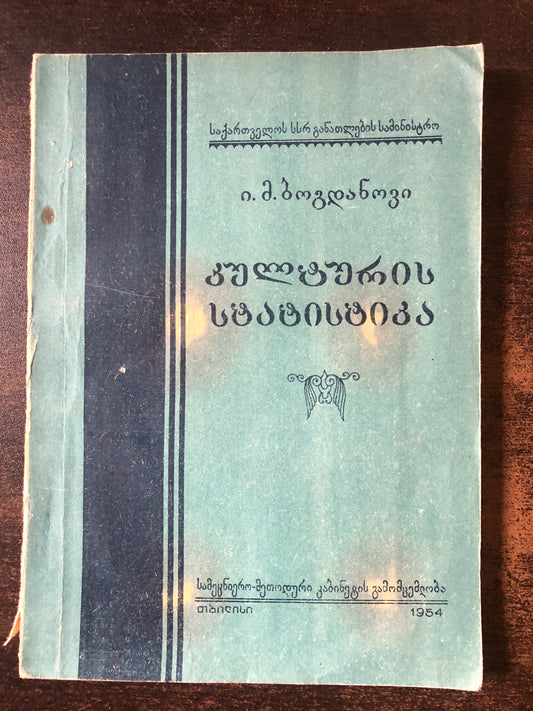 საქართველოს სსრ განათლების სამინისტრო
ი. მ. ბოგდანოვი
კულტურის
სტატისტიკა
სამეცნიერო-მეთოდური კაბინეტის გამომცემლობა
თბილისი 1954